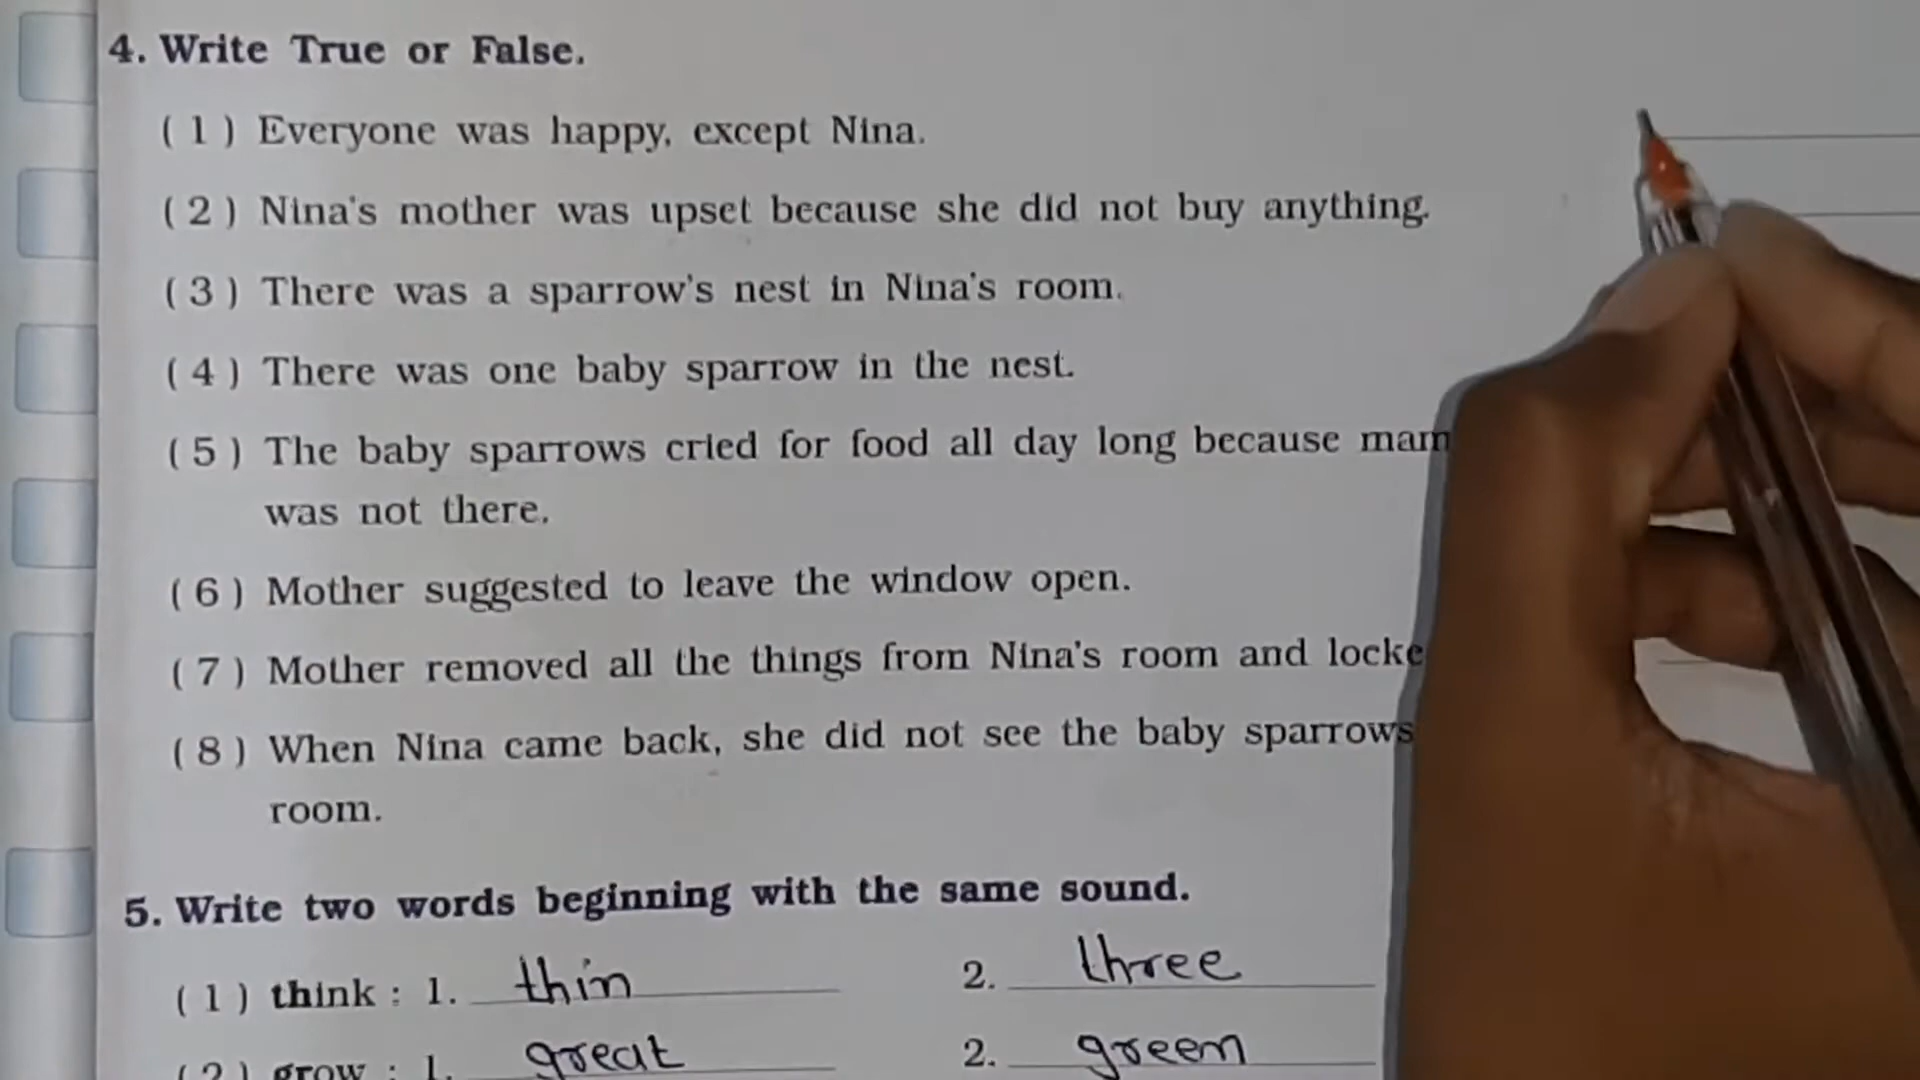 4. Write True or False.
( 1 ) Everyone was happy, except Nina.
( 2 ) Nina's mother was upset because she did not buy anything.
( 3 ) There was a sparrow's nest in Nina's room.
( 4 ) There was one baby sparrow in the nest.
( 5 ) The baby sparrows cried for food all day long because
was not there.
( 6 ) Mother suggested to leave the window open.
( 7 ) Mother removed all the things from Nina's room and
( 8 ) When Nina came back, she did not see the baby sparrows
room.
5. Write two words beginning with the same sound.
( 1 ) think : 1. thin 2. three
( 2 ) grow : 1. great 2. green